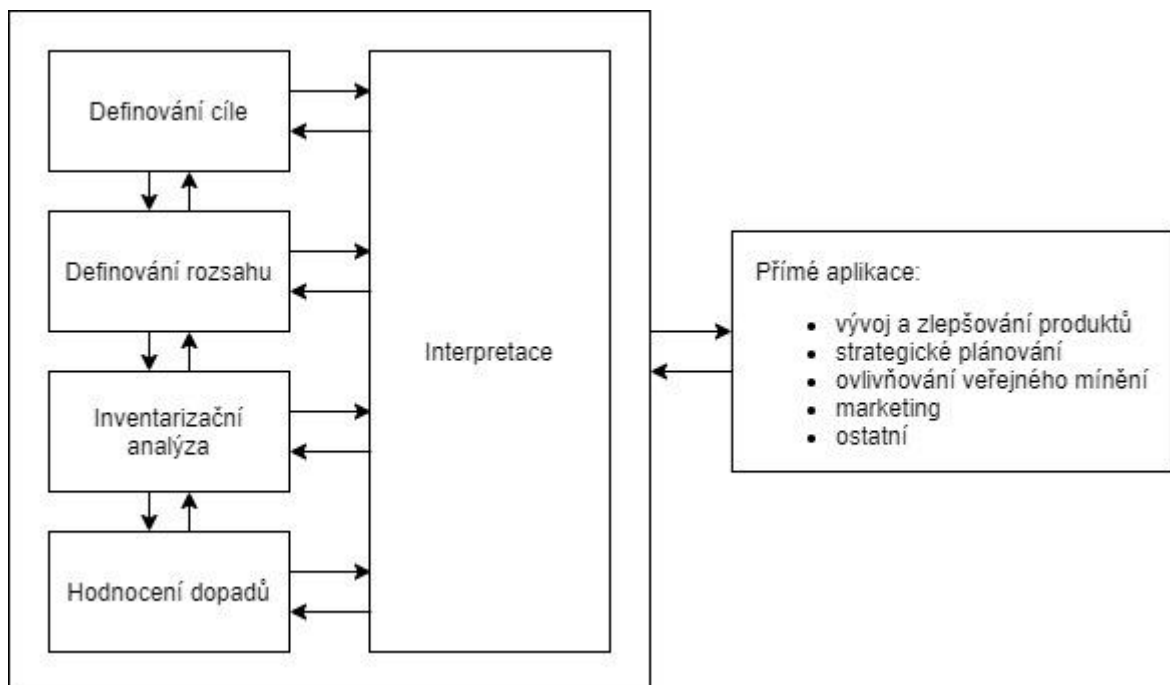 Definování cíle
Definování rozsahu
Inventarizační
analýza
Hodnocení dopadů
Interpretace
Přímé aplikace:
• vývoj a zlepšování produktů
• strategické plánování
• ovlivňování veřejného mínění
• marketing
• ostatní